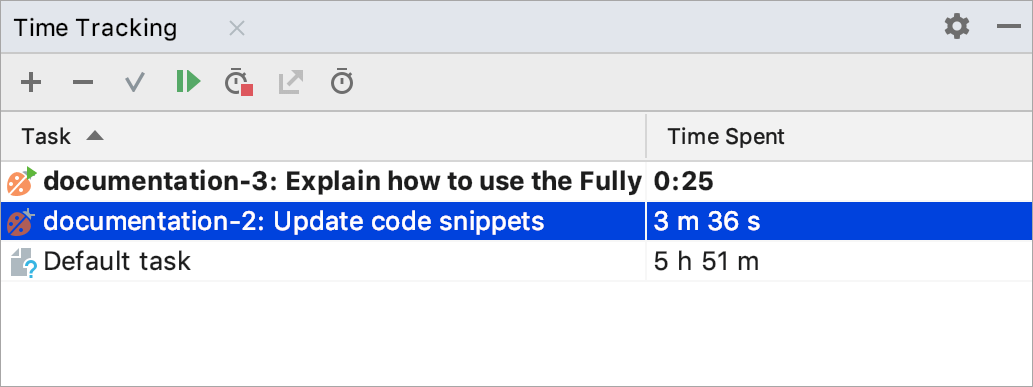 Time Tracking
Task Time Spent
documentation-3: Explain how to use the Fully 0:25
documentation-2: Update code snippets 3 m 36 s
Default task 5 h 51 m